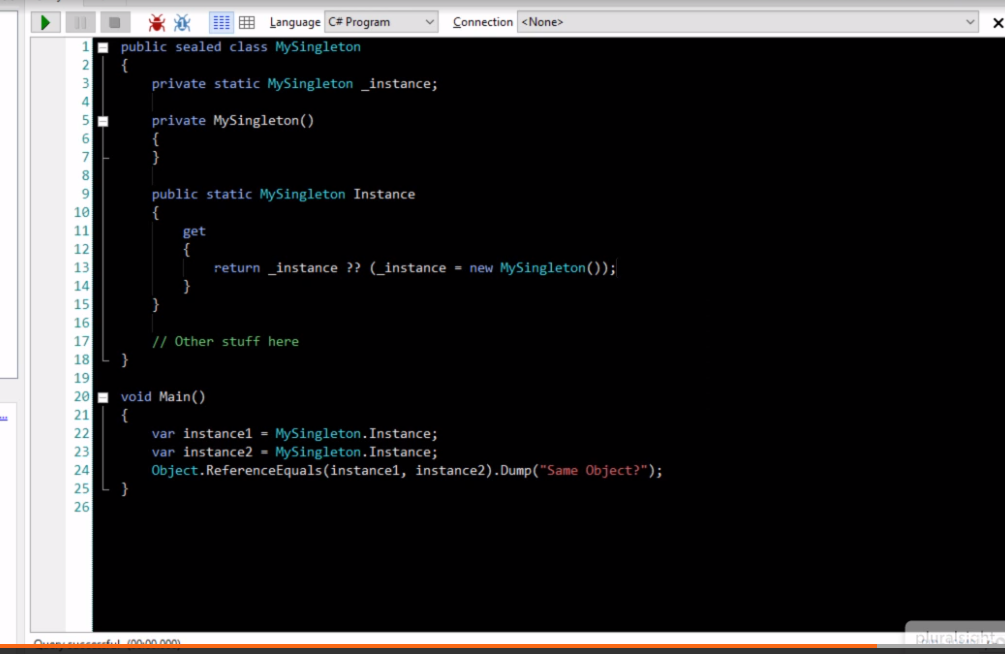 Language C# Program Connection <None>
1 public sealed class MySingleton
2 {
3 private static MySingleton _instance;
4
5 private MySingleton()
6 {
7 }
8
9 public static MySingleton Instance
10 {
11 get
12 {
13 return _instance ?? (_instance = new MySingleton());
14 }
15 }
16
17 // Other stuff here
18 }
19
20 void Main()
21 {
22 var instance1 = MySingleton.Instance;
23 var instance2 = MySingleton.Instance;
24 Object.ReferenceEquals(instance1, instance2).Dump("Same Object?");
25 }
26
Query successful (00:00.000)
pluralsight